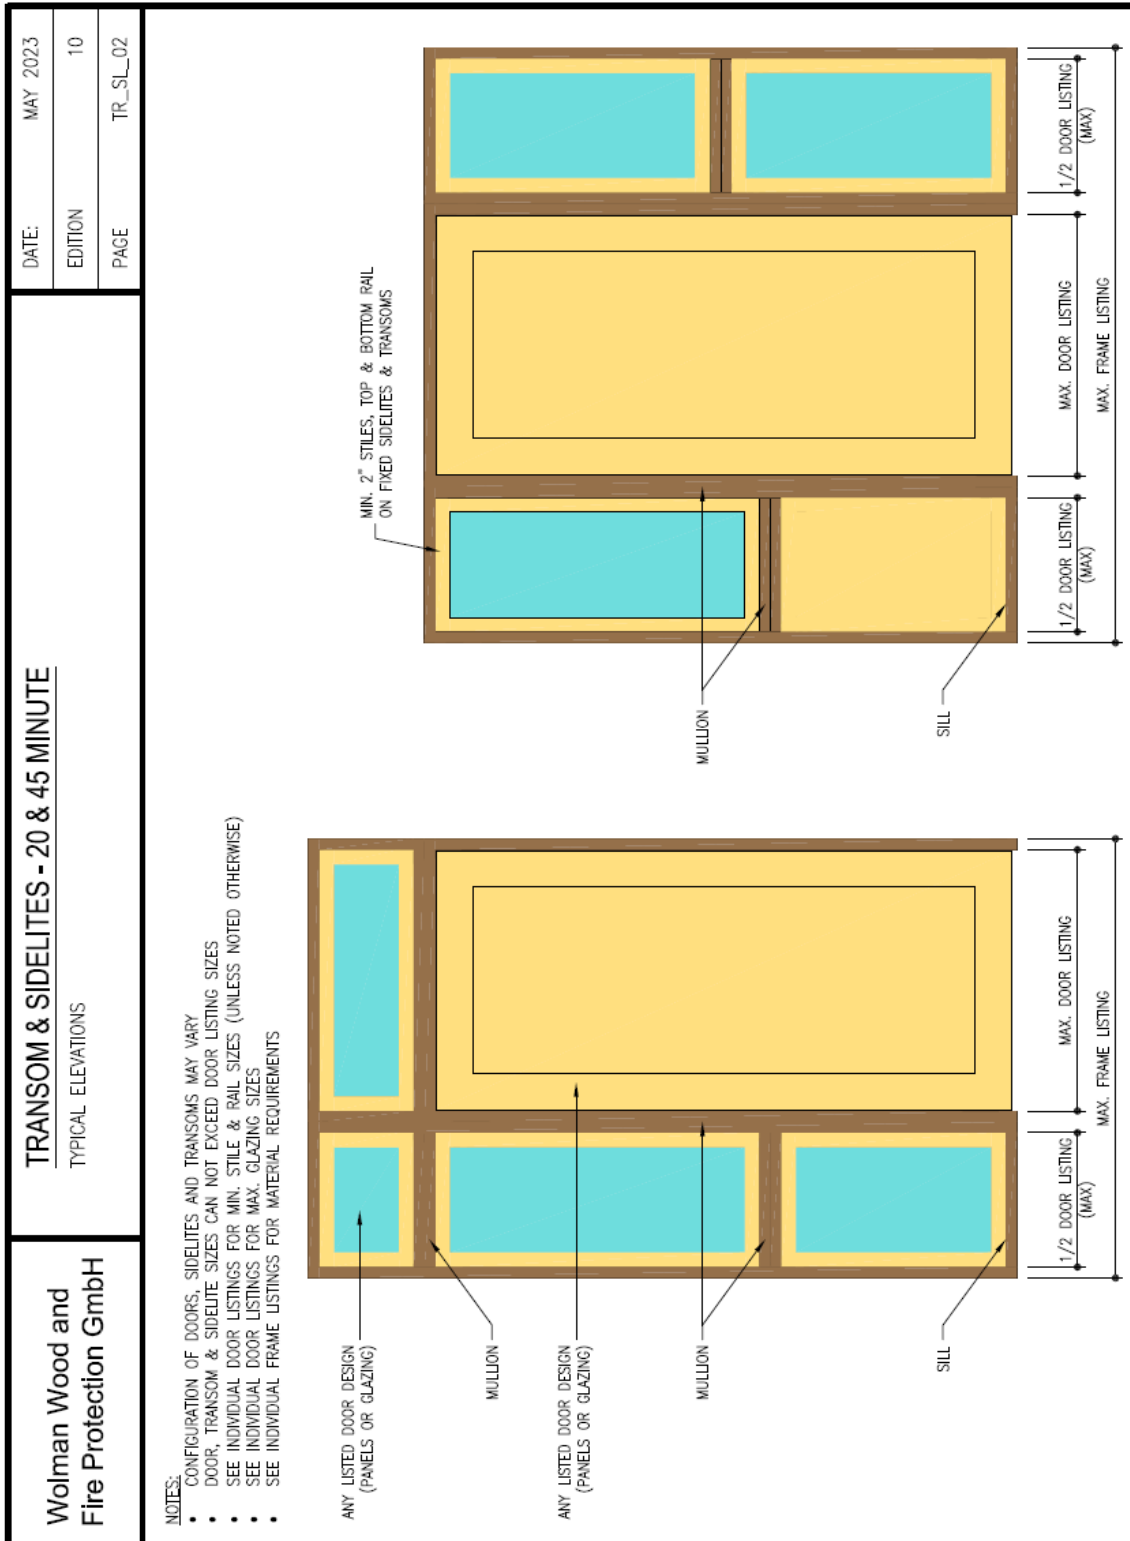 Wolman Wood and
Fire Protection GmbH
TRANSOM & SIDELITES - 20 & 45 MINUTE
TYPICAL ELEVATIONS
DATE: MAY 2023
EDITION 10
PAGE TR_SL_02
NOTES:
• CONFIGURATION OF DOORS, SIDELITES AND TRANSOMS MAY VARY
• DOOR, TRANSOM & SIDELITE SIZES CAN NOT EXCEED DOOR LISTING SIZES
• SEE INDIVIDUAL DOOR LISTINGS FOR MIN. STILE & RAIL SIZES (UNLESS NOTED OTHERWISE)
• SEE INDIVIDUAL DOOR LISTINGS FOR MAX. GLAZING SIZES
• SEE INDIVIDUAL FRAME LISTINGS FOR MATERIAL REQUIREMENTS
ANY LISTED DOOR DESIGN
(PANELS OR GLAZING)
MULLION
ANY LISTED DOOR DESIGN
(PANELS OR GLAZING)
MULLION
SILL
1/2 DOOR LISTING
(MAX)
MAX. DOOR LISTING
MAX. FRAME LISTING
MIN. 2" STILES, TOP & BOTTOM RAIL
ON FIXED SIDELITES & TRANSOMS
MULLION
SILL
1/2 DOOR LISTING
(MAX)
MAX. DOOR LISTING
1/2 DOOR LISTING
(MAX)
MAX. FRAME LISTING